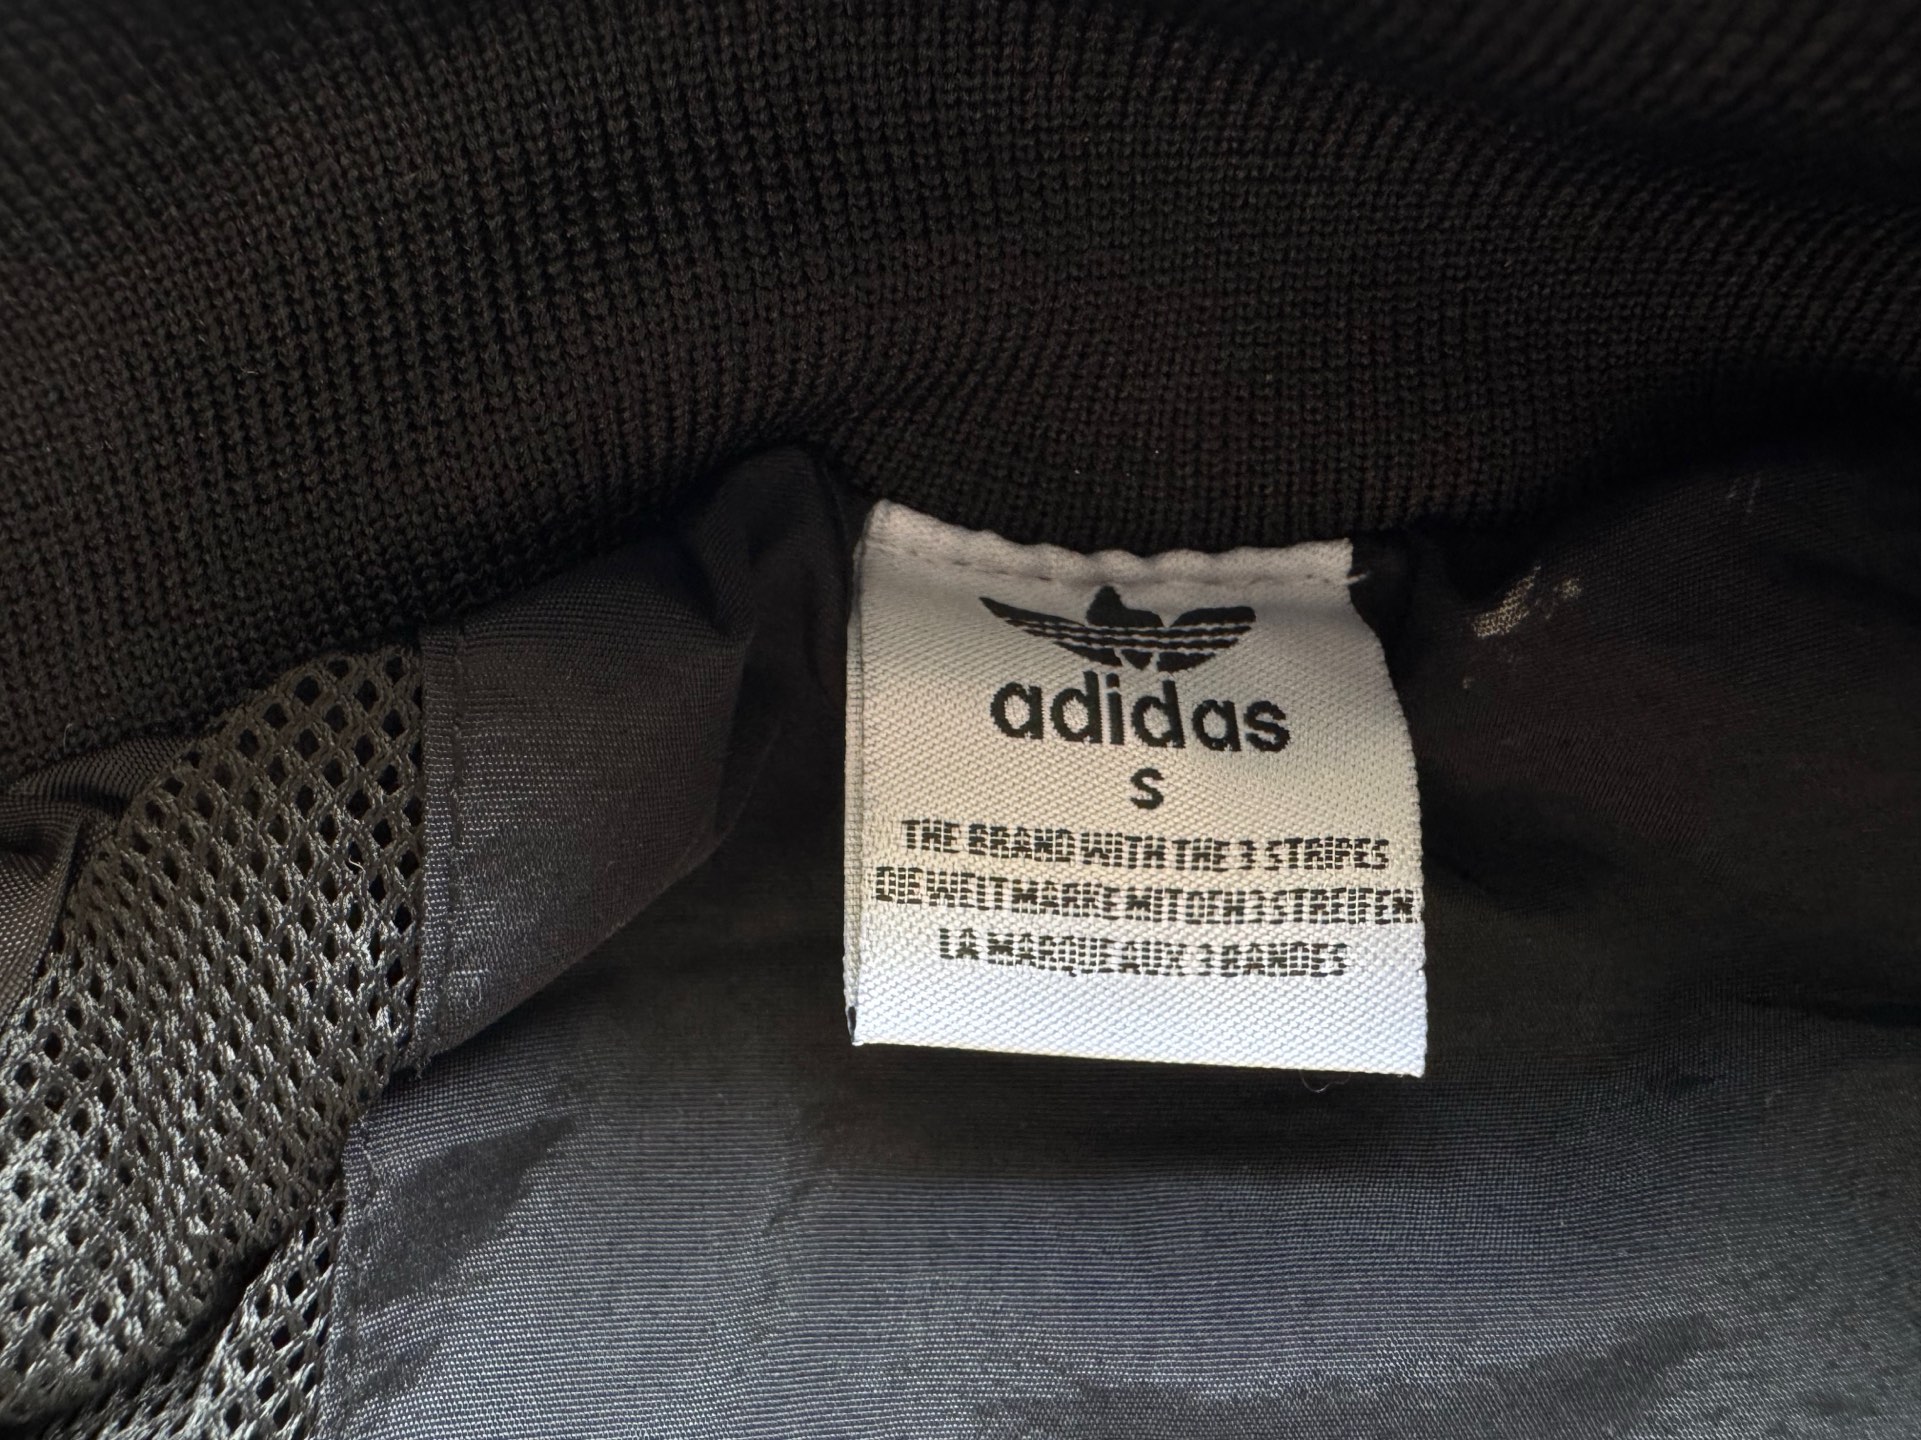 adidas
S
THE BRAND WITH THE 3 STRIPES
DIE WELTMARKE MIT DEN 3 STREIFEN
LA MARQUE AUX 3 BANDES